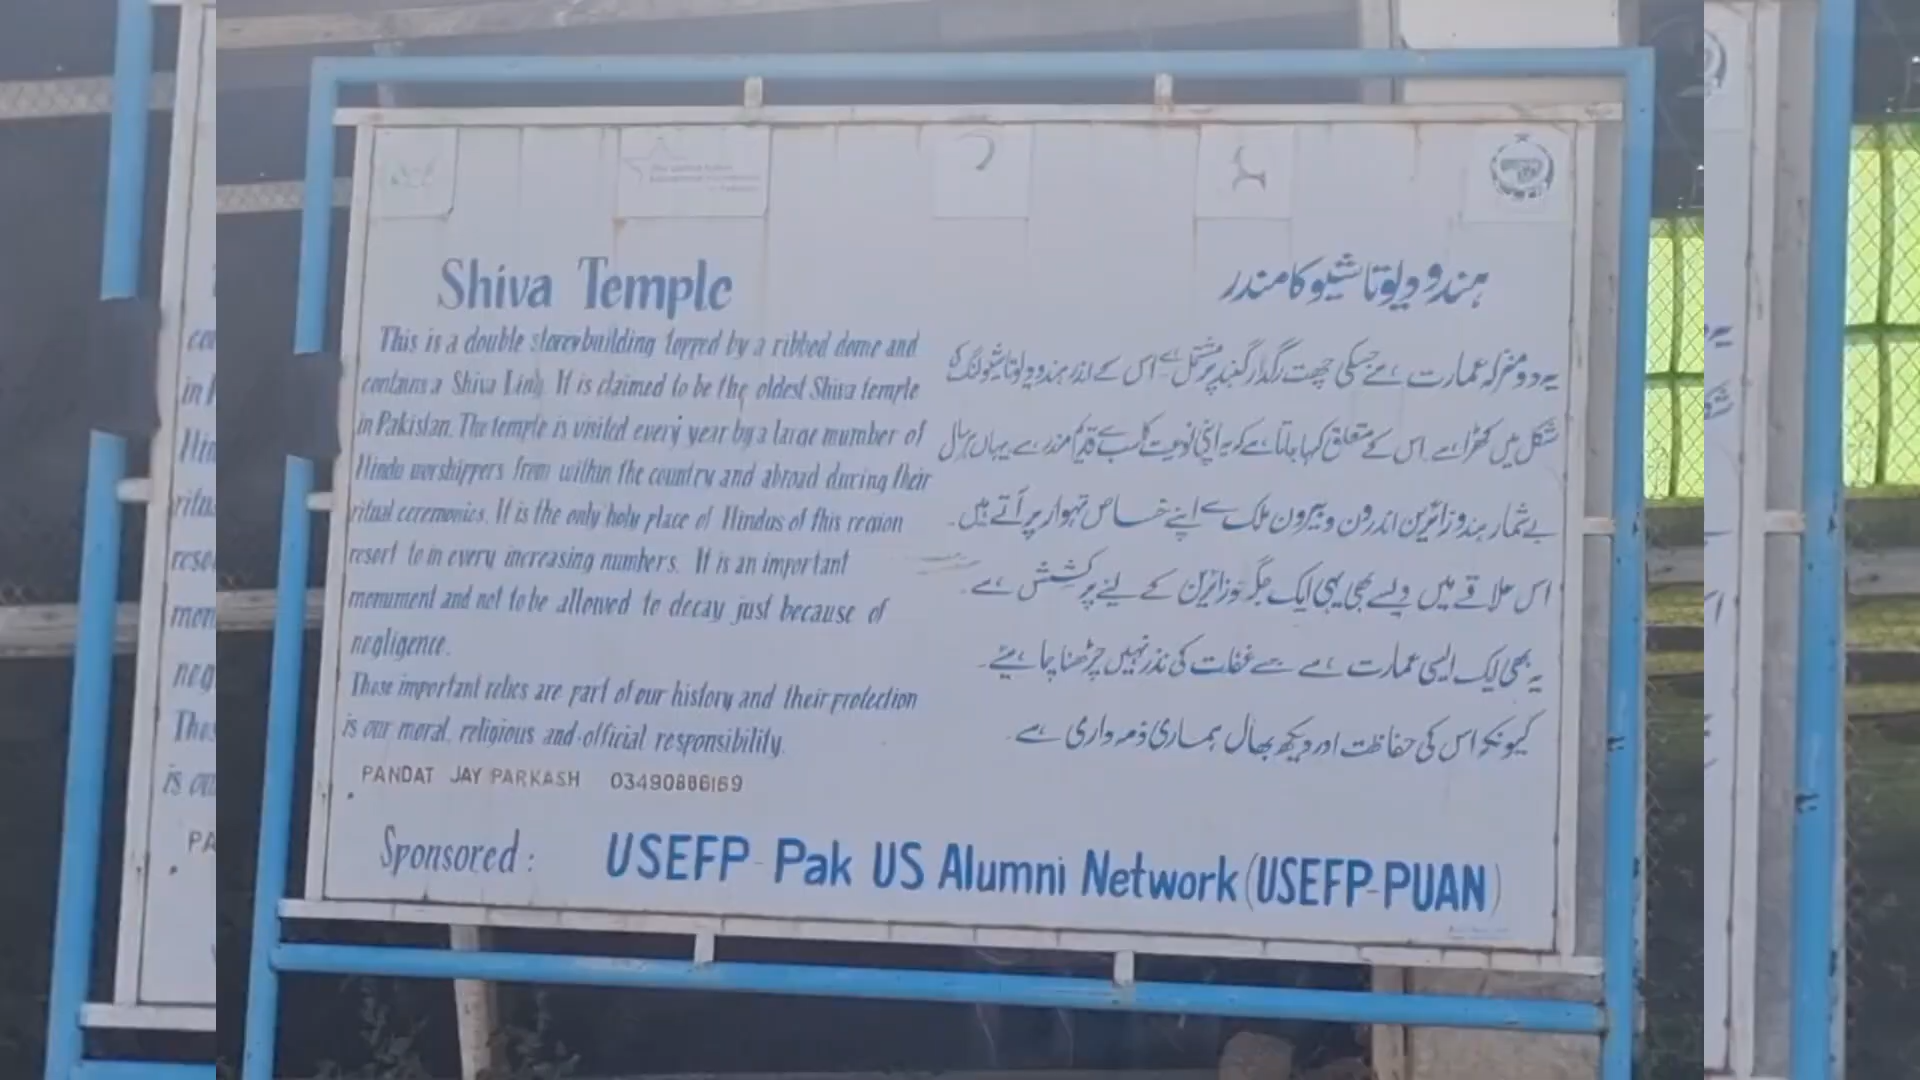 Shiva Temple
This is a double storey building topped by a ribbed dome and
contains a Shiva Ling. It is claimed to be the oldest Shiva temple
in Pakistan. The temple is visited every year by a large mumber of
Hindu worshippers from within the country and abroad during their
ritual ceremonies. It is the only holy place of Hindus of this region
resort to in every increasing numbers. It is an important
menument and not to be allowed to decay just because of
negligence.
These important relics are part of our history and their protection
is our moral, religious and official responsibility.
PANDAT JAY PARKASH 03490886169
ہندو دیوتا شیو کا مندر
یہ دو منزلہ عمارت ہے جسکی چھت رگڈار گنبد پر مشتمل ہے اس کے اندر ہندو دیوتا شیو لنگ کی
شکل میں کھڑا ہے۔ اس کے متعلق کہا جاتا ہے کہ یہ اپنی نوعیت کا سب سے قدیم مندر ہے یہاں ہر سال
بے شمار ہندو زائرین اندرون و بیرون ملک سے اپنے خاص تہوار پر آتے ہیں۔
اس علاقے میں ویسے بھی یہی ایک جگہ جو زائرین کے لیئے پرکشش ہے۔
یہ بھی ایک ایسی عمارت ہے جسے غفلت کی نذر نہیں چڑھنا چاہیئے۔
کیونکہ اس کی حفاظت اور دیکھ بھال ہماری ذمہ داری ہے۔
Sponsored : USEFP - Pak US Alumni Network (USEFP-PUAN)